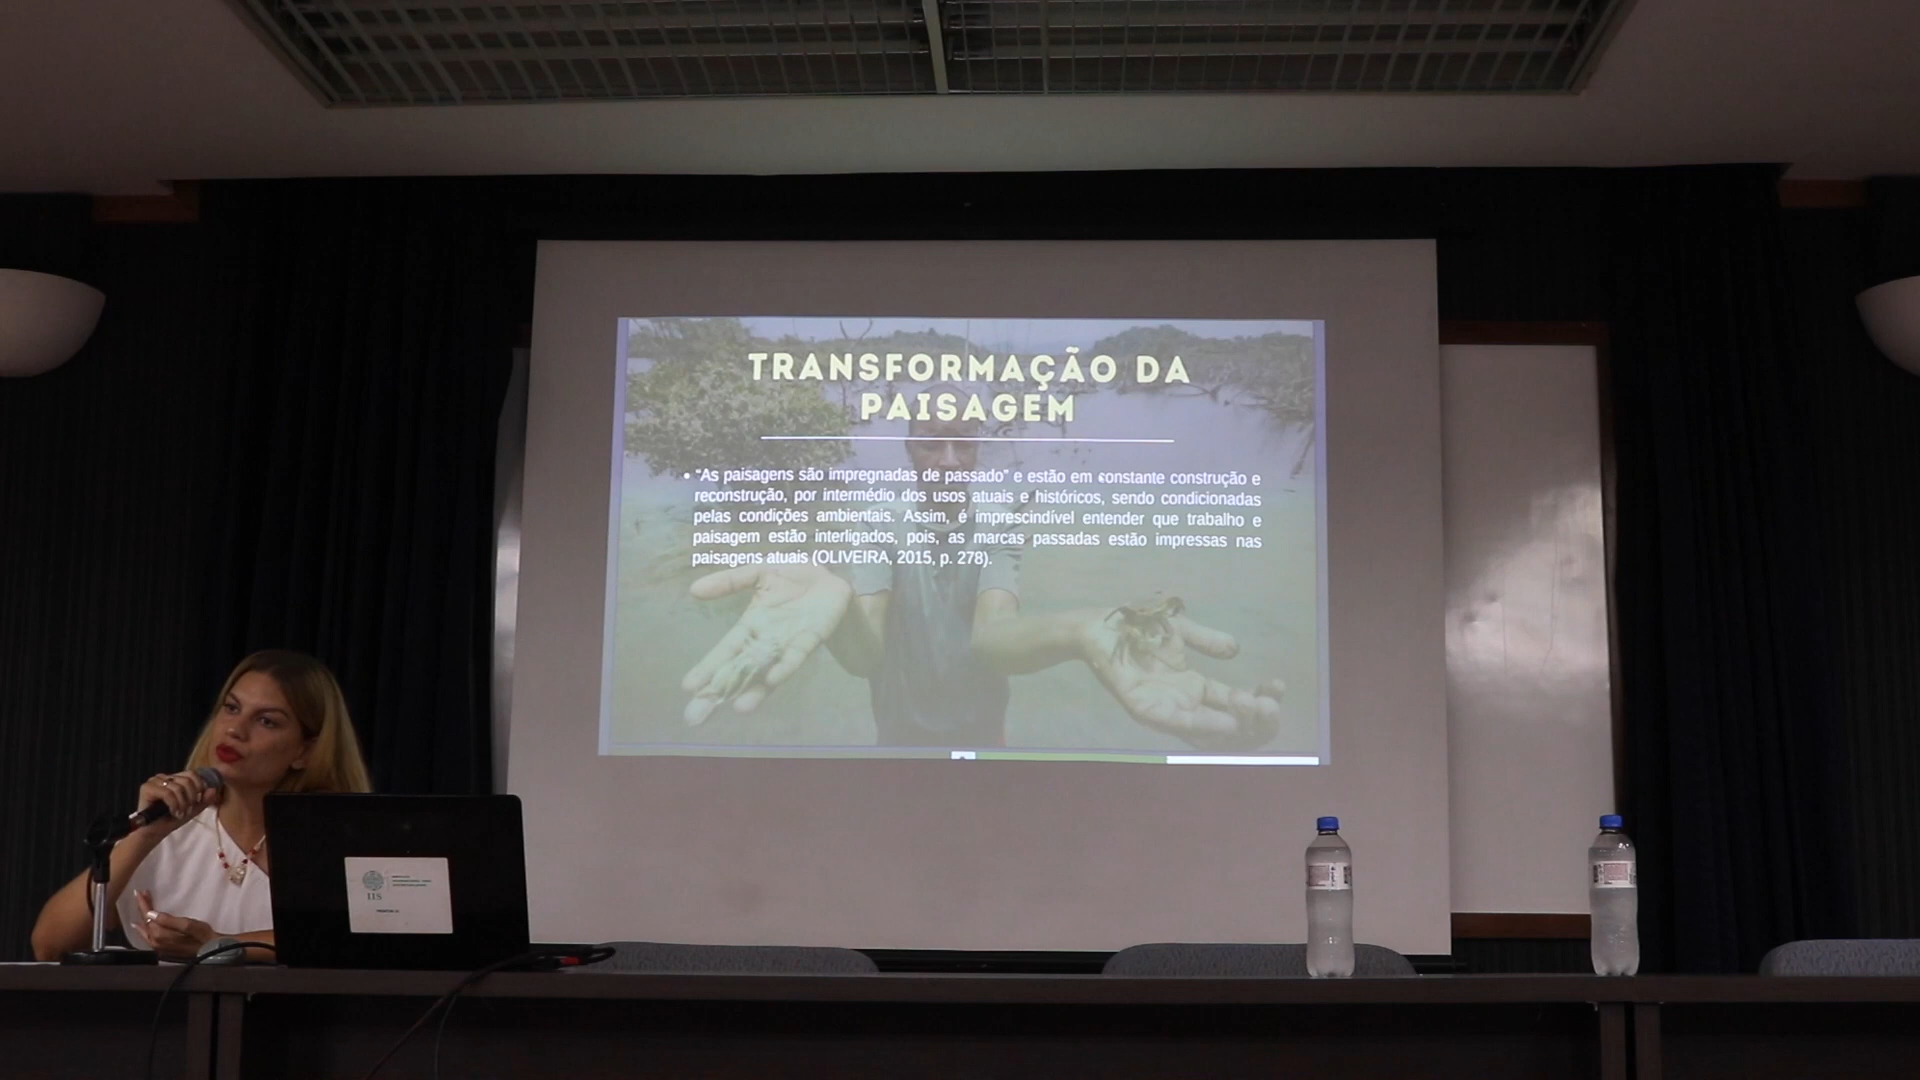 TRANSFORMAÇÃO DA
PAISAGEM
• “As paisagens são impregnadas de passado” e estão em constante construção e
reconstrução, por intermédio dos usos atuais e históricos, sendo condicionadas
pelas condições ambientais. Assim, é imprescindível entender que trabalho e
paisagem estão interligados, pois, as marcas passadas estão impressas nas
paisagens atuais (OLIVEIRA, 2015, p. 278).
IIS